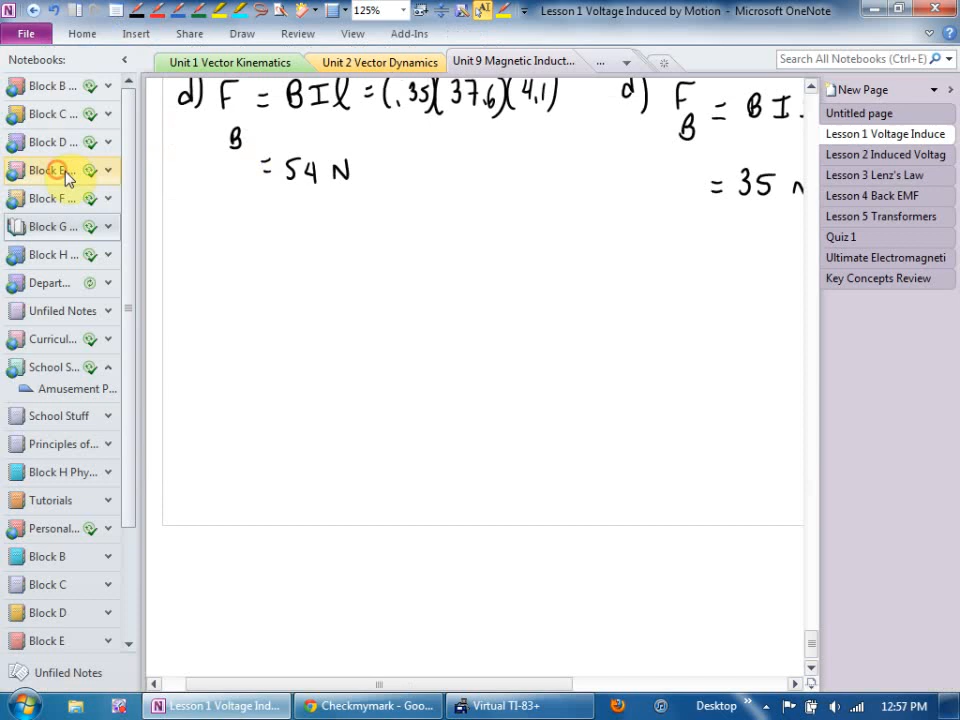 125%
Lesson 1 Voltage Induced by Motion - Microsoft OneNote
File Home Insert Share Draw Review View Add-Ins
Notebooks:
Unit 1 Vector Kinematics Unit 2 Vector Dynamics Unit 9 Magnetic Induct... ...
Search All Notebooks (Ctrl+E)
Block B ...
Block C ...
Block D ...
Block E...
Block F ...
Block G ...
Block H ...
Depart...
Unfiled Notes
Curricul...
School S...
Amusement P...
School Stuff
Principles of...
Block H Phy...
Tutorials
Personal...
Block B
Block C
Block D
Block E
Unfiled Notes
d) F_B = B I l = (.35)(37.6)(4.1)
= 54 N
d) F_B = B I
= 35
New Page
Untitled page
Lesson 1 Voltage Induce
Lesson 2 Induced Voltag
Lesson 3 Lenz's Law
Lesson 4 Back EMF
Lesson 5 Transformers
Quiz 1
Ultimate Electromagneti
Key Concepts Review
Lesson 1 Voltage Ind... Checkmymark - Goo... Virtual TI-83+ Desktop 12:57 PM